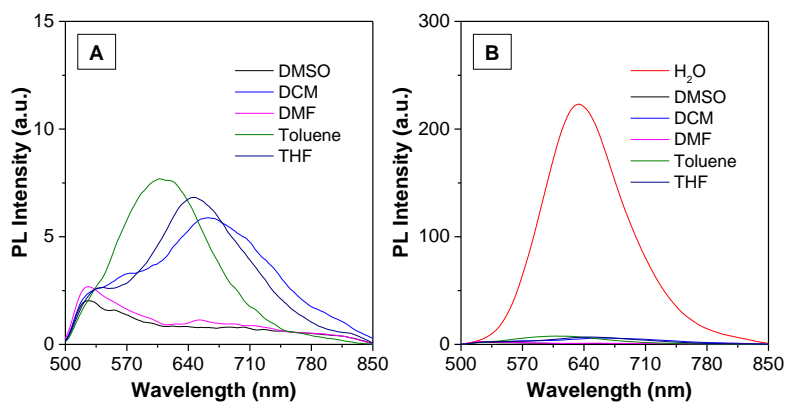 A
DMSO
DCM
DMF
Toluene
THF
PL Intensity (a.u.)
15
10
5
0
500 570 640 710 780 850
Wavelength (nm)
B
H₂O
DMSO
DCM
DMF
Toluene
THF
PL Intensity (a.u.)
300
200
100
0
500 570 640 710 780 850
Wavelength (nm)